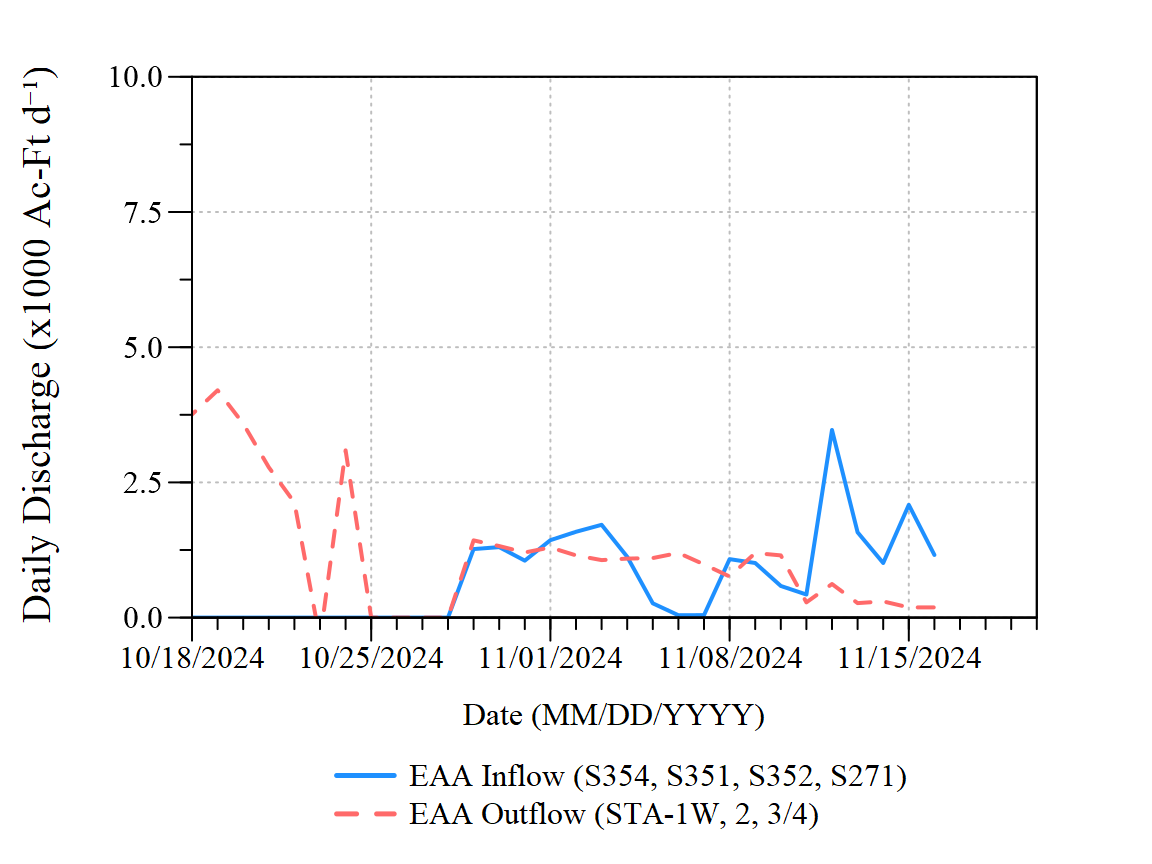 Daily Discharge (x1000 Ac-Ft d⁻¹)
10.0
7.5
5.0
2.5
0.0
10/18/2024 10/25/2024 11/01/2024 11/08/2024 11/15/2024
Date (MM/DD/YYYY)
EAA Inflow (S354, S351, S352, S271)
EAA Outflow (STA-1W, 2, 3/4)